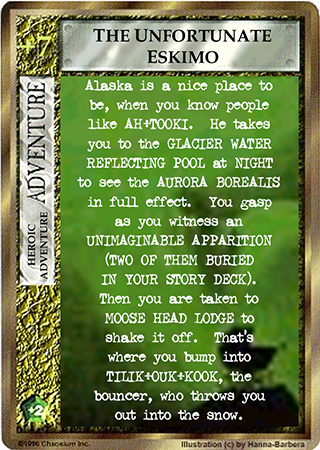 +7
THE UNFORTUNATE
ESKIMO
HEROIC
ADVENTURE
ADVENTURE
Alaska is a nice place to
be, when you know people
like AH+TOOKI. He takes
you to the GLACIER WATER
REFLECTING POOL at NIGHT
to see the AURORA BOREALIS
in full effect. You gasp
as you witness an
UNIMAGINABLE APPARITION
(TWO OF THEM BURIED
IN YOUR STORY DECK).
Then you are taken to
MOOSE HEAD LODGE to
shake it off. That's
where you bump into
TILIK+OUK+KOOK, the
bouncer, who throws you
out into the snow.
+2
©1996 Chaosium Inc.
Illustration (c) by Hanna-Barbera